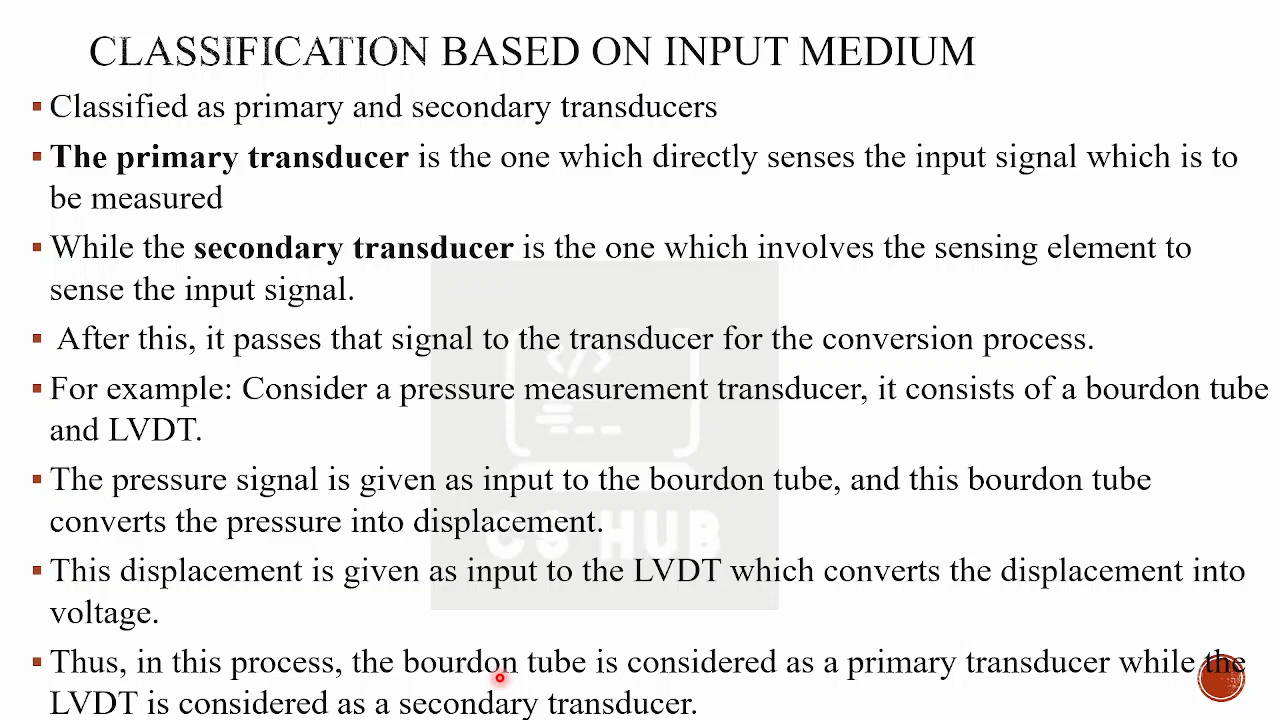 CLASSIFICATION BASED ON INPUT MEDIUM
▪ Classified as primary and secondary transducers
▪ The primary transducer is the one which directly senses the input signal which is to
be measured
▪ While the secondary transducer is the one which involves the sensing element to
sense the input signal.
▪ After this, it passes that signal to the transducer for the conversion process.
▪ For example: Consider a pressure measurement transducer, it consists of a bourdon tube
and LVDT.
▪ The pressure signal is given as input to the bourdon tube, and this bourdon tube
converts the pressure into displacement.
CS HUB
▪ This displacement is given as input to the LVDT which converts the displacement into
voltage.
▪ Thus, in this process, the bourdon tube is considered as a primary transducer while the
LVDT is considered as a secondary transducer.